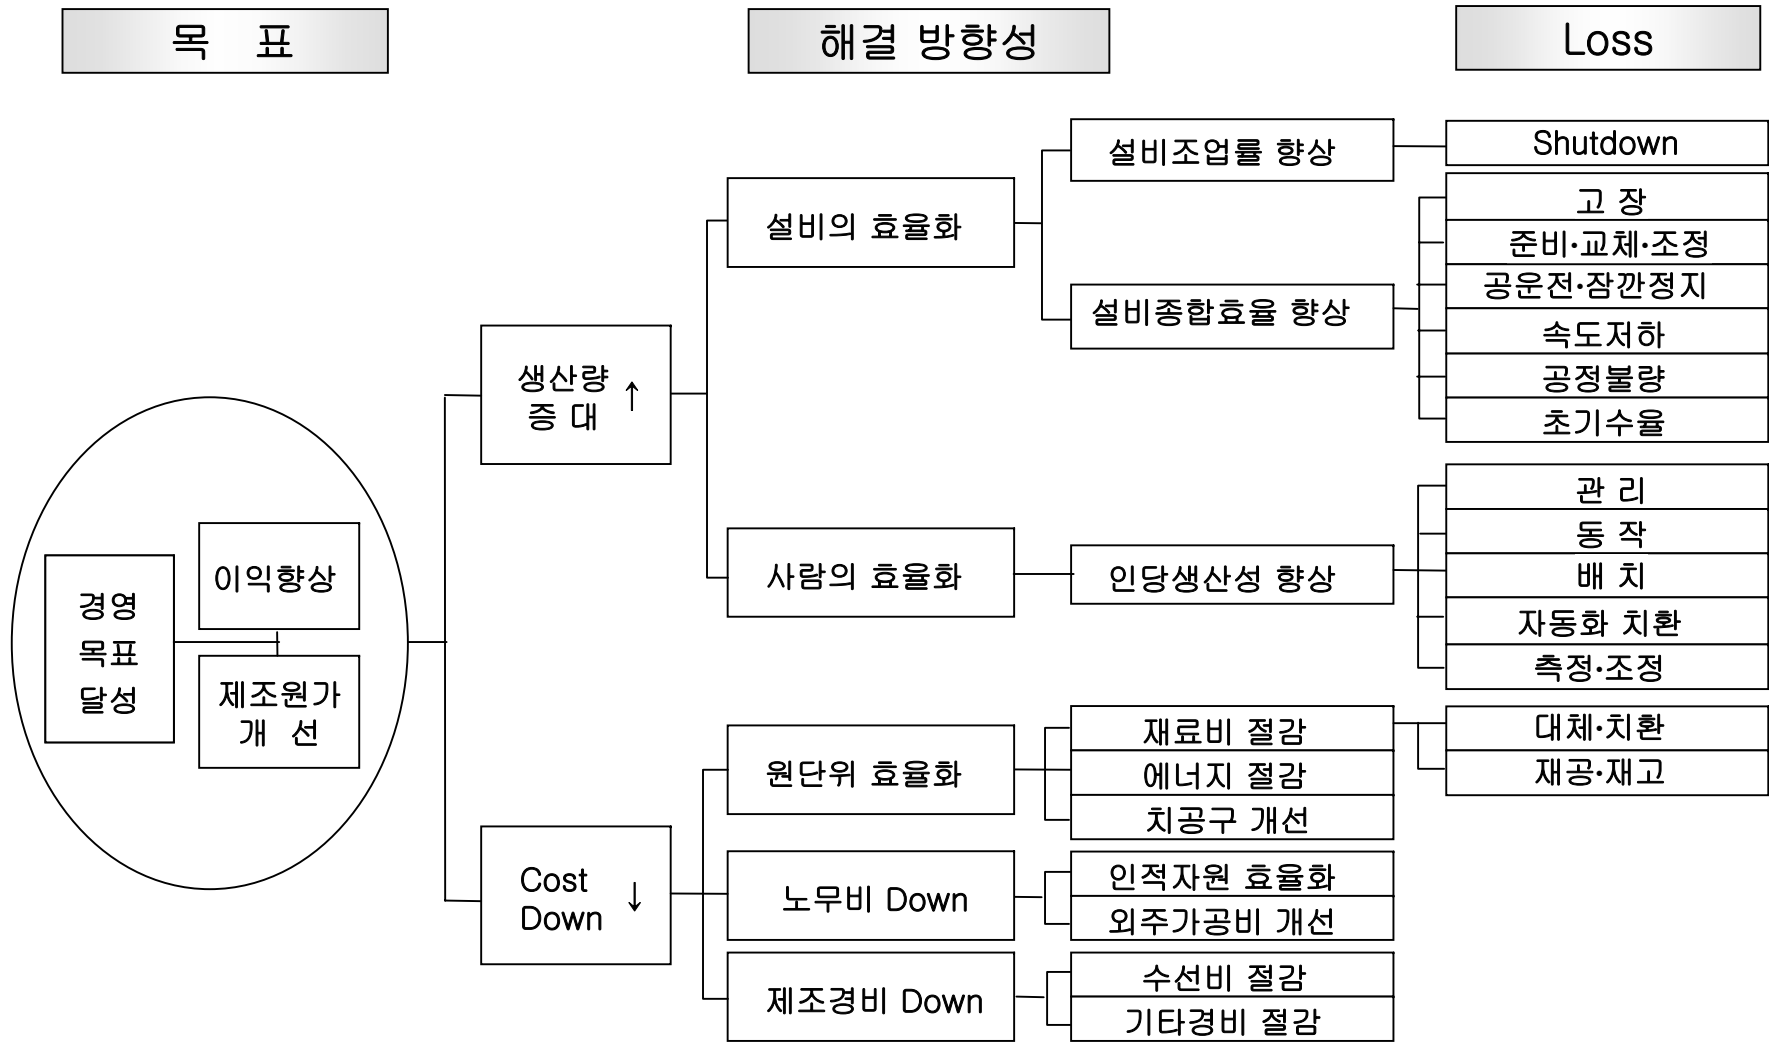 목 표
해결 방향성
Loss
경영
목표
달성
이익향상
제조원가
개 선
생산량
증 대
↑
Cost
Down
↓
설비의 효율화
사람의 효율화
원단위 효율화
노무비 Down
제조경비 Down
설비조업률 향상
설비종합효율 향상
인당생산성 향상
재료비 절감
에너지 절감
치공구 개선
인적자원 효율화
외주가공비 개선
수선비 절감
기타경비 절감
Shutdown
고 장
준비·교체·조정
공운전·잠깐정지
속도저하
공정불량
초기수율
관 리
동 작
배 치
자동화 치환
측정·조정
대체·치환
재공·재고